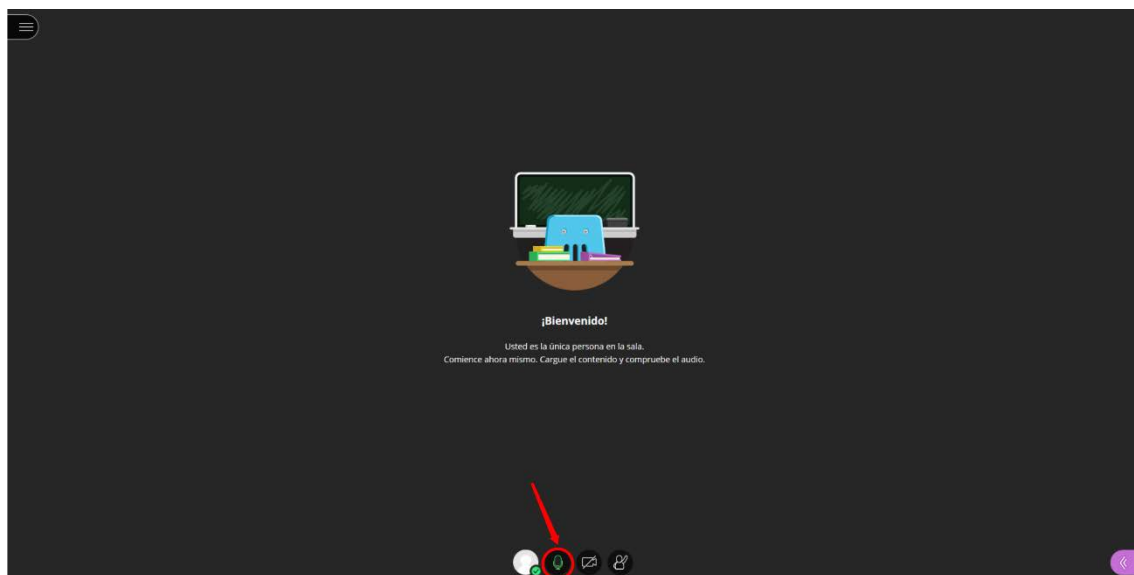 ¡Bienvenido!
Usted es la única persona en la sala.
Comience ahora mismo. Cargue el contenido y compruebe el audio.